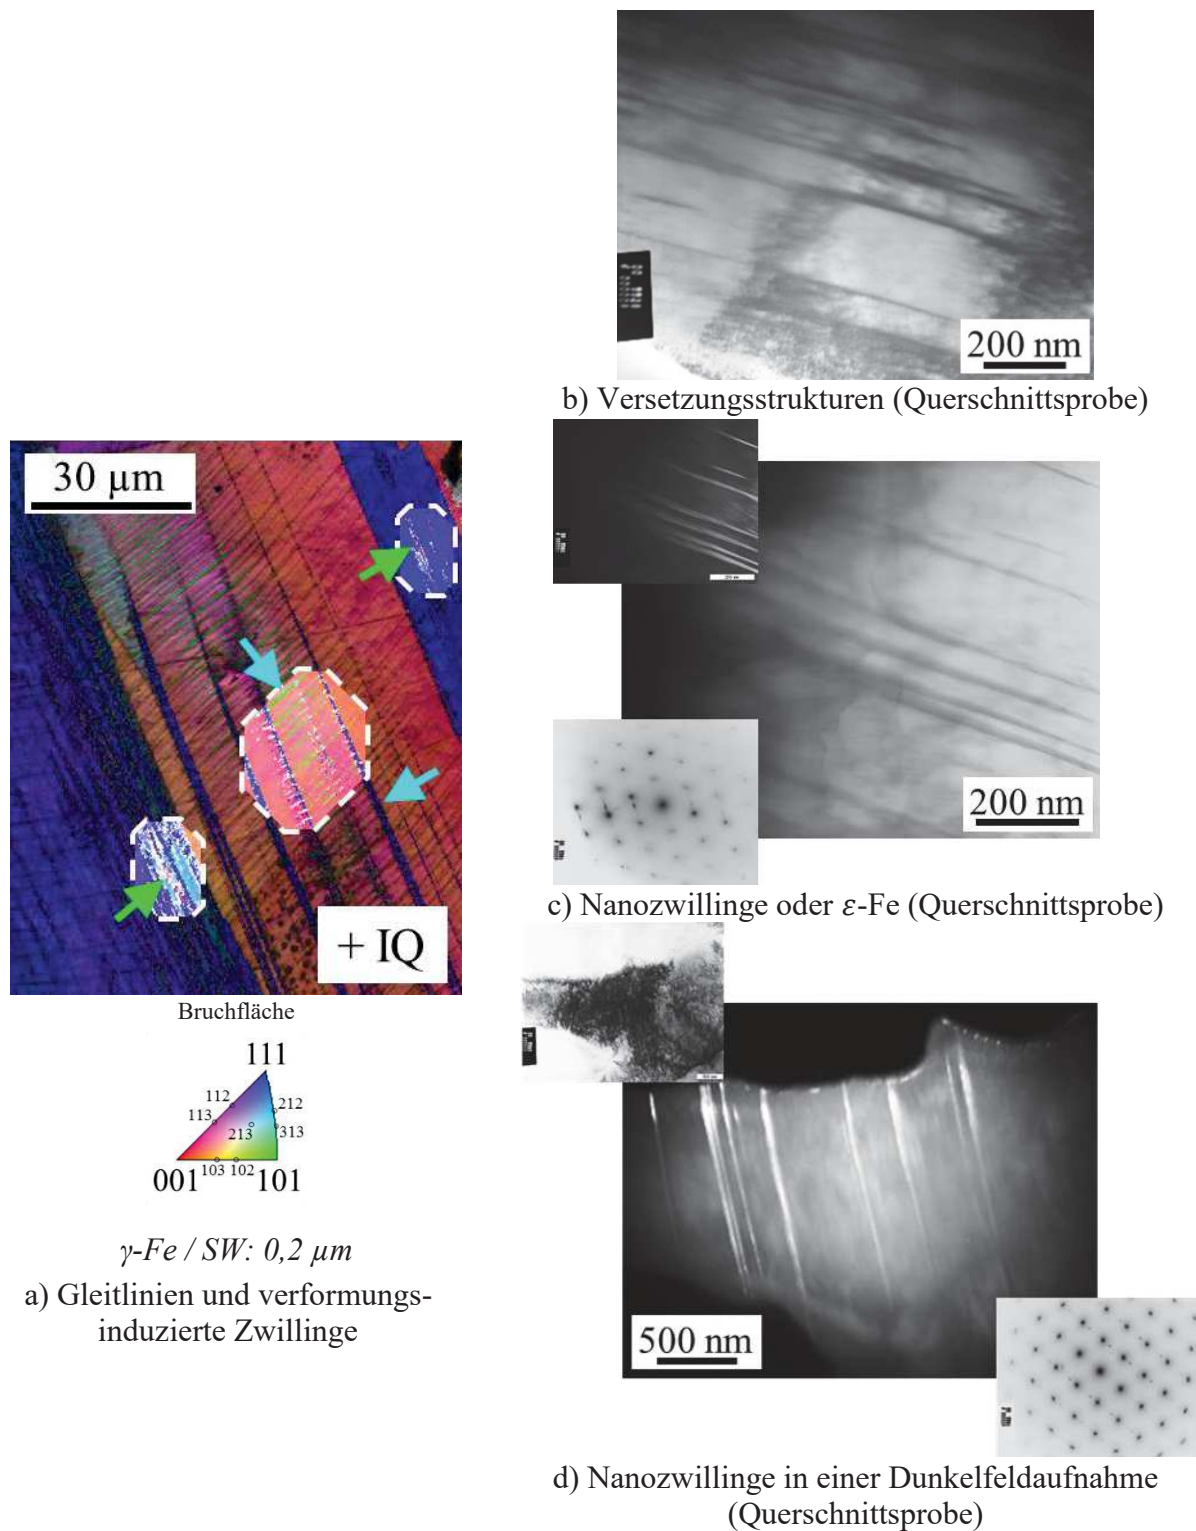 200 nm
b) Versetzungsstrukturen (Querschnittsprobe)
30 µm
+ IQ
Bruchfläche
111
112
212
113
213
313
103
102
001
101
γ-Fe / SW: 0,2 µm
a) Gleitlinien und verformungs-
induzierte Zwillinge
200 nm
c) Nanozwillinge oder ε-Fe (Querschnittsprobe)
500 nm
d) Nanozwillinge in einer Dunkelfeldaufnahme
(Querschnittsprobe)